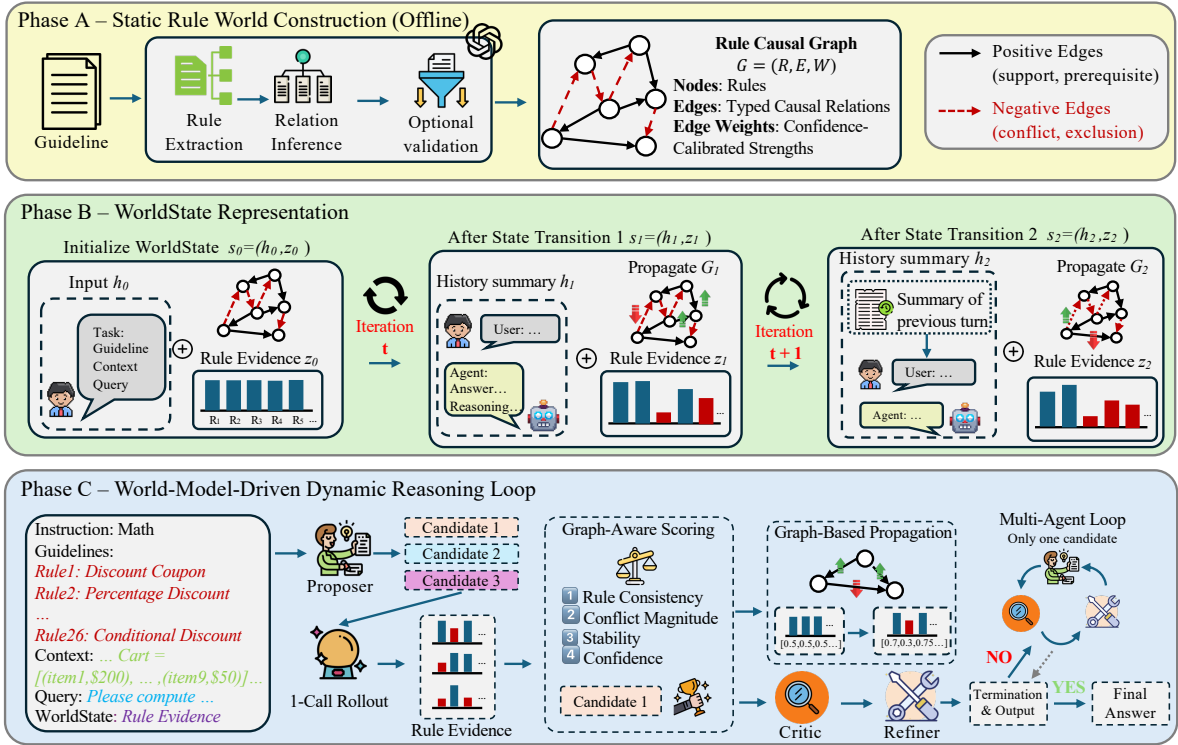 Phase A – Static Rule World Construction (Offline)
Guideline
Rule
Extraction
Relation
Inference
Optional
validation
Rule Causal Graph
G = (R, E, W)
Nodes: Rules
Edges: Typed Causal Relations
Edge Weights: Confidence-
Calibrated Strengths
Positive Edges
(support, prerequisite)
Negative Edges
(conflict, exclusion)
Phase B – WorldState Representation
Initialize WorldState s0=(h0,z0)
Input h0
Task:
Guideline
Context
Query
Rule Evidence z0
R1 R2 R3 R4 R5 ...
Iteration
t
After State Transition 1 s1=(h1,z1)
History summary h1
User: …
Agent:
Answer…
Reasoning…
Propagate G1
Rule Evidence z1
...
Iteration
t + 1
After State Transition 2 s2=(h2,z2)
History summary h2
Summary of
previous turn
User: …
Agent: …
Propagate G2
Rule Evidence z2
...
Phase C – World-Model-Driven Dynamic Reasoning Loop
Instruction: Math
Guidelines:
Rule1: Discount Coupon
Rule2: Percentage Discount
…
Rule26: Conditional Discount
Context: … Cart =
[(item1,$200), … ,(item9,$50)]…
Query: Please compute …
WorldState: Rule Evidence
Proposer
Candidate 1
Candidate 2
Candidate 3
1-Call Rollout
...
...
...
Rule Evidence
Graph-Aware Scoring
1 Rule Consistency
2 Conflict Magnitude
3 Stability
4 Confidence
Candidate 1
Graph-Based Propagation
...
[0.5,0.5,0.5…]
...
[0.7,0.3,0.75…]
Critic
Refiner
Multi-Agent Loop
Only one candidate
NO
Termination
& Output
YES
Final
Answer